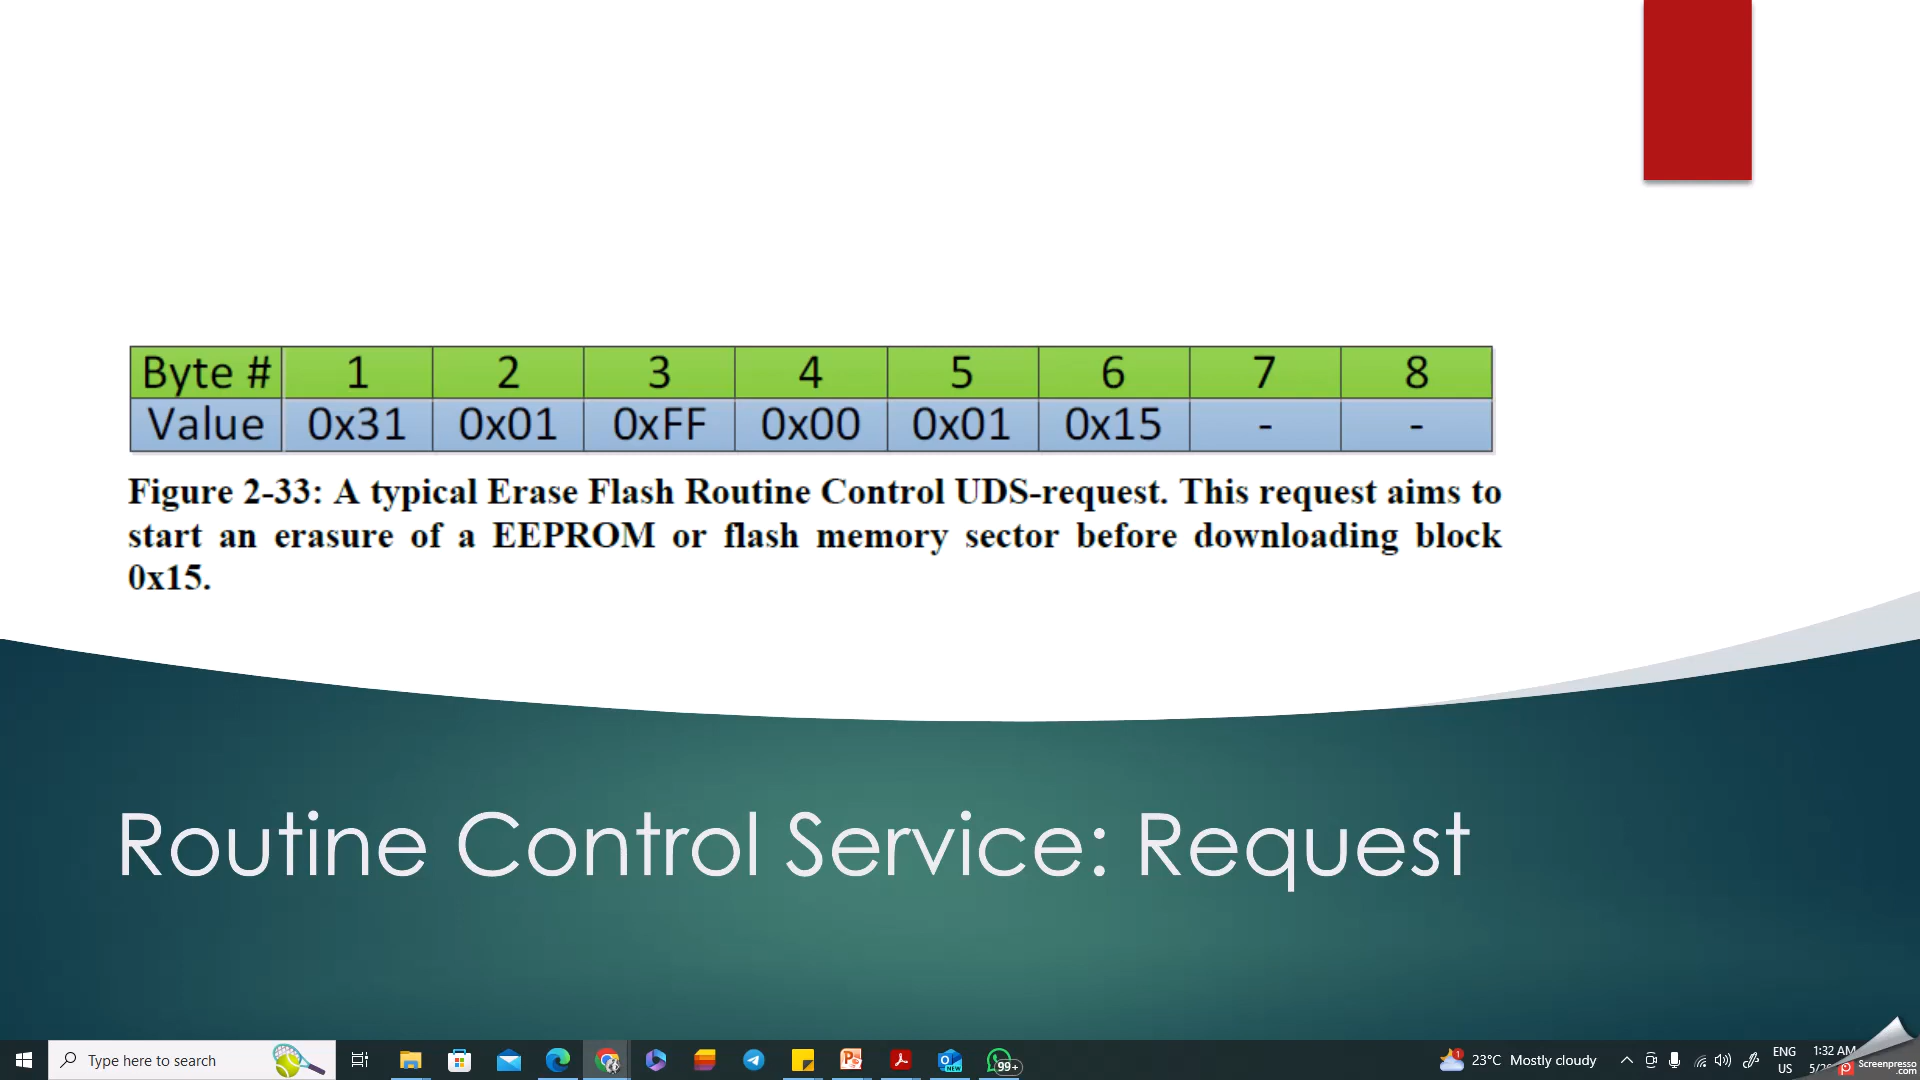 Byte # 1 2 3 4 5 6 7 8
Value 0x31 0x01 0xFF 0x00 0x01 0x15 - -
Figure 2-33: A typical Erase Flash Routine Control UDS-request. This request aims to
start an erasure of a EEPROM or flash memory sector before downloading block
0x15.
Routine Control Service: Request
Type here to search
99+
1
23°C Mostly cloudy
ENG
US
1:32 AM
Screenpresso
.com